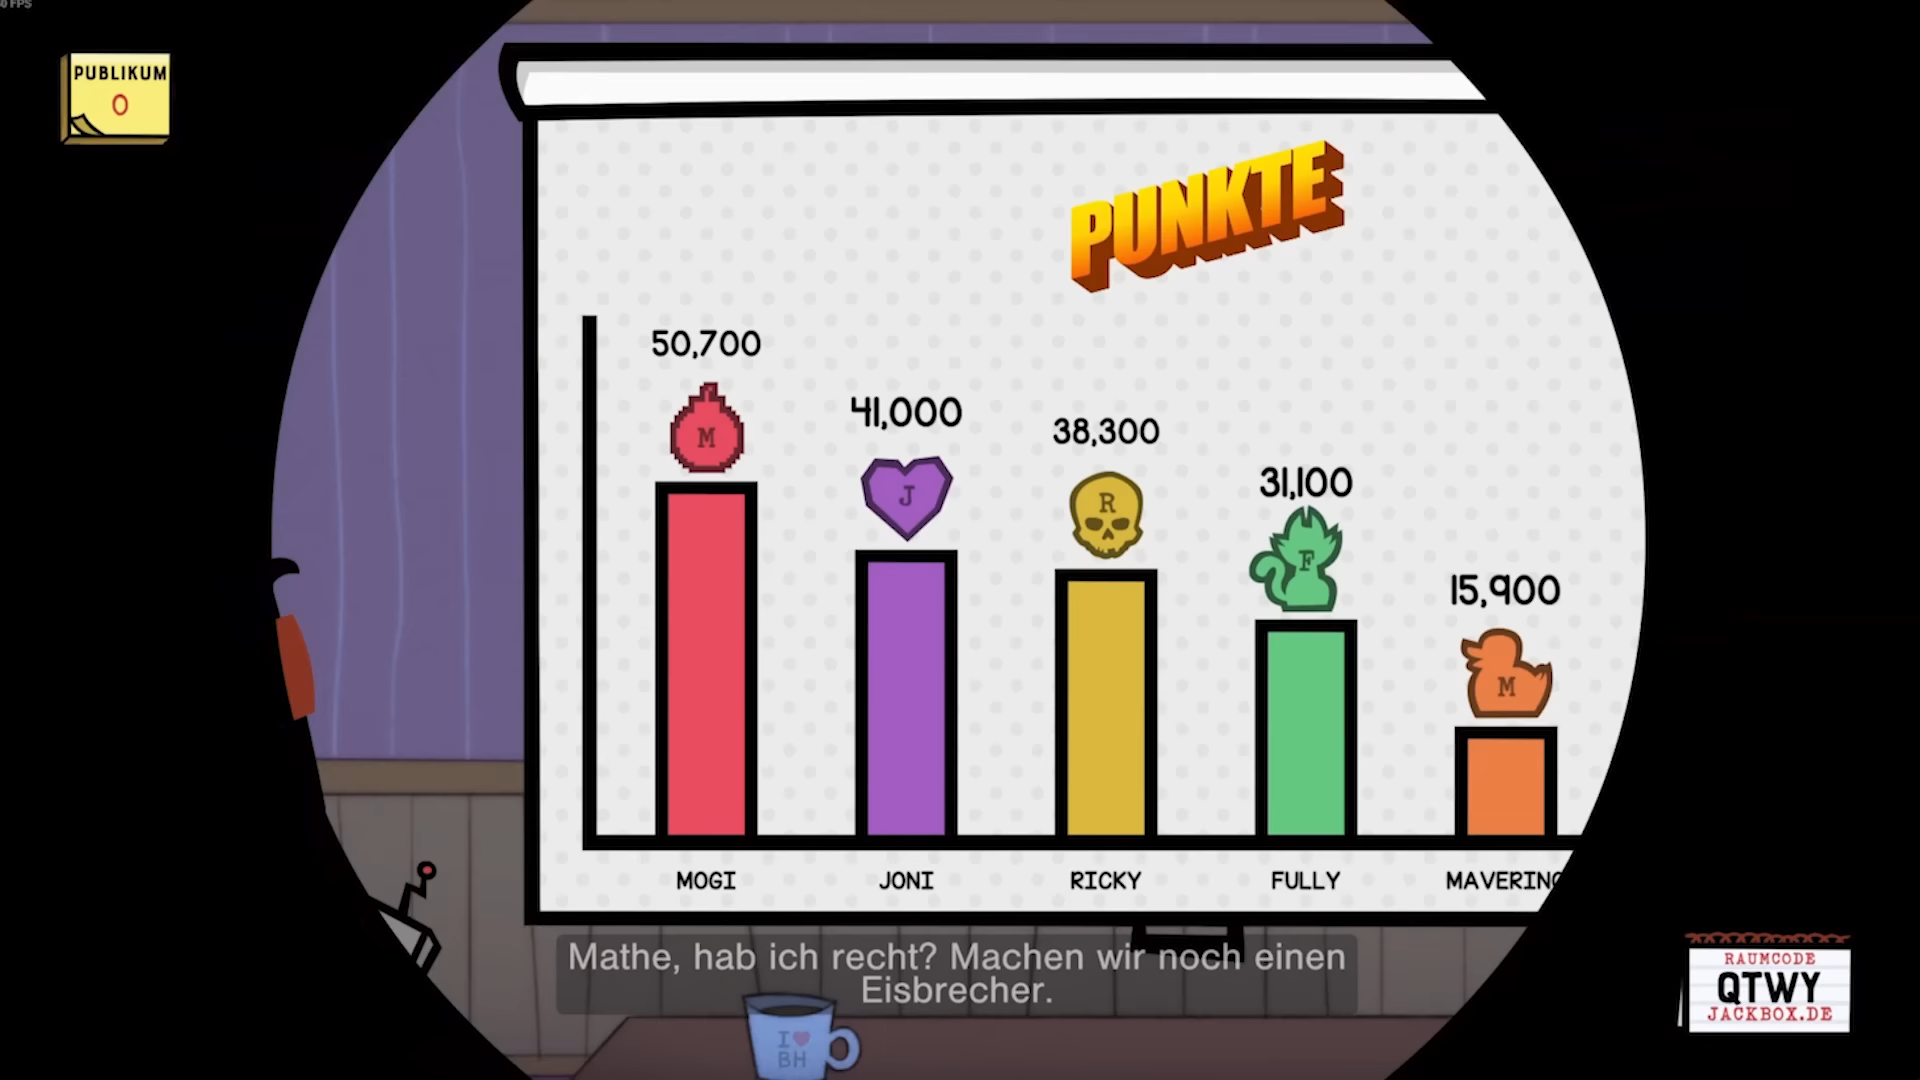 PUBLIKUM
0
PUNKTE
50,700
41,000
38,300
31,100
15,900
M
J
R
F
M
MOGI
JONI
RICKY
FULLY
MAVERING
Mathe, hab ich recht? Machen wir noch einen
Eisbrecher.
I ♥
BH
RAUMCODE
QTWY
JACKBOX.DE